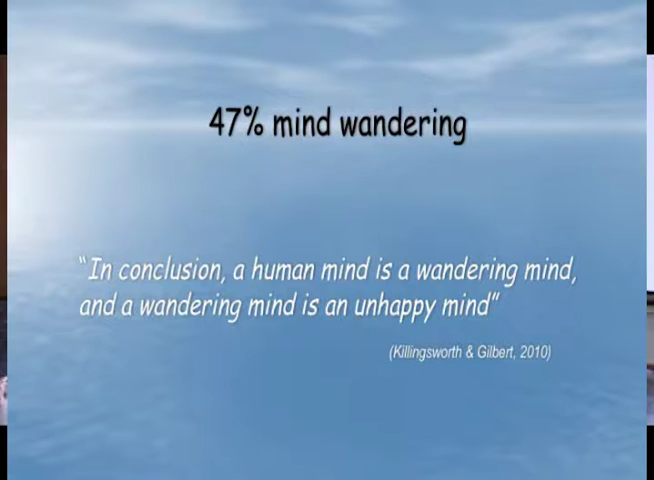 47% mind wandering
“In conclusion, a human mind is a wandering mind,
and a wandering mind is an unhappy mind”
(Killingsworth & Gilbert, 2010)